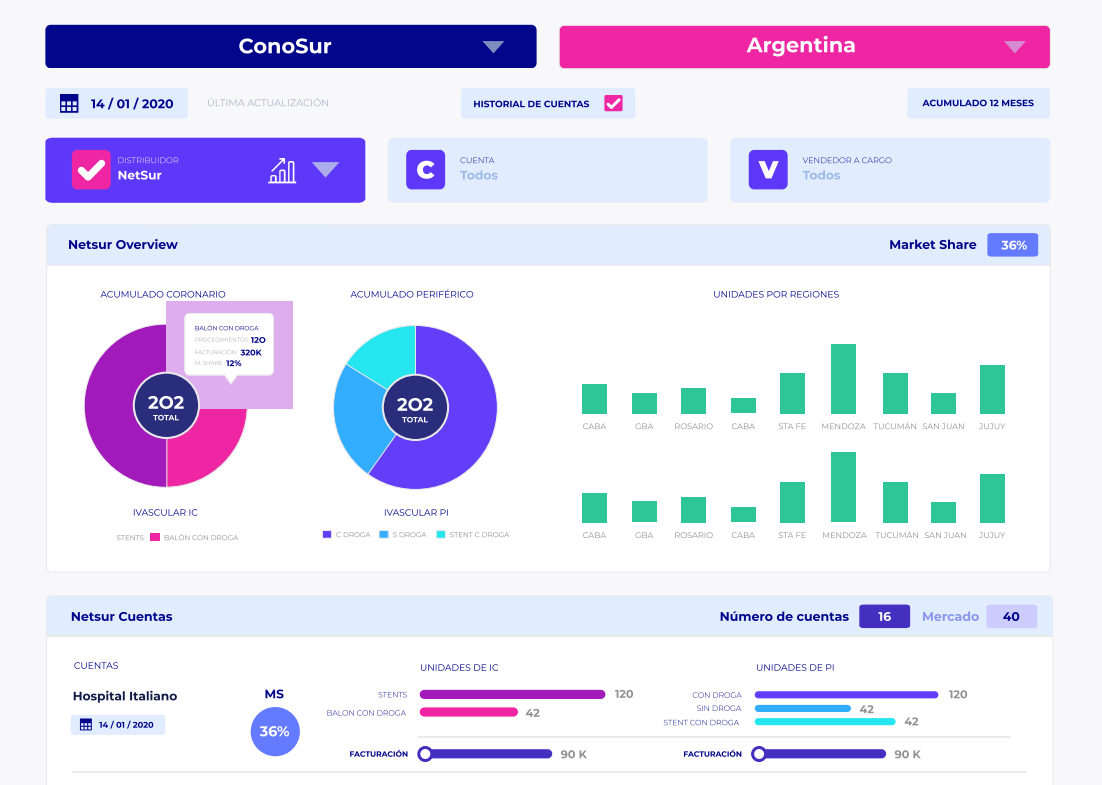 ConoSur
Argentina
14 / 01 / 2020
ÚLTIMA ACTUALIZACIÓN
HISTORIAL DE CUENTAS
ACUMULADO 12 MESES
DISTRIBUIDOR
NetSur
C
CUENTA
Todos
V
VENDEDOR A CARGO
Todos
Netsur Overview
Market Share
36%
ACUMULADO CORONARIO
BALÓN CON DROGA
PROCEDIMIENTOS 120
FACTURACIÓN 320K
M. SHARE 12%
202
TOTAL
IVASCULAR IC
STENTS
BALÓN CON DROGA
ACUMULADO PERIFÉRICO
202
TOTAL
IVASCULAR PI
C DROGA
S DROGA
STENT C DROGA
UNIDADES POR REGIONES
CABA GBA ROSARIO CABA STA FE MENDOZA TUCUMÁN SAN JUAN JUJUY
CABA GBA ROSARIO CABA STA FE MENDOZA TUCUMÁN SAN JUAN JUJUY
Netsur Cuentas
Número de cuentas
16
Mercado
40
CUENTAS
Hospital Italiano
14 / 01 / 2020
MS
36%
UNIDADES DE IC
STENTS 120
BALON CON DROGA 42
FACTURACIÓN 90 K
UNIDADES DE PI
CON DROGA 120
SIN DROGA 42
STENT CON DROGA 42
FACTURACIÓN 90 K